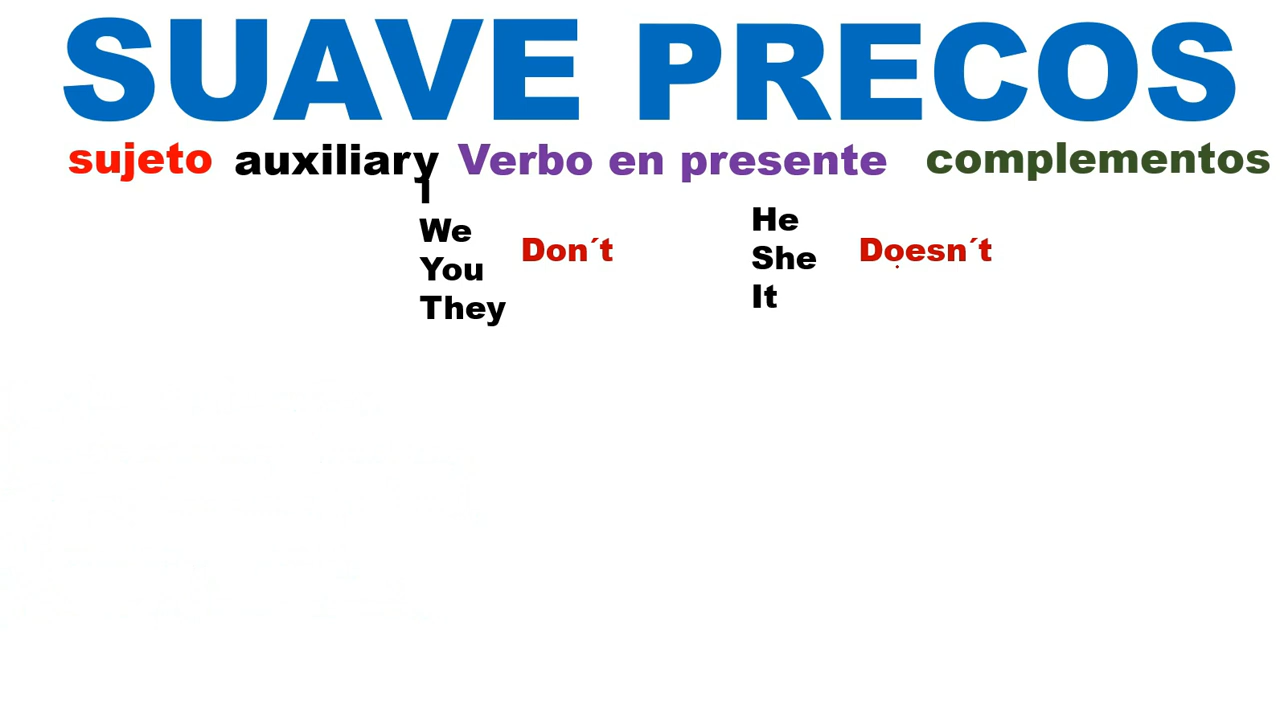 SUAVE PRECOS
sujeto auxiliary Verbo en presente complementos
I
We
You
They
Don´t
He
She
It
Doesn´t